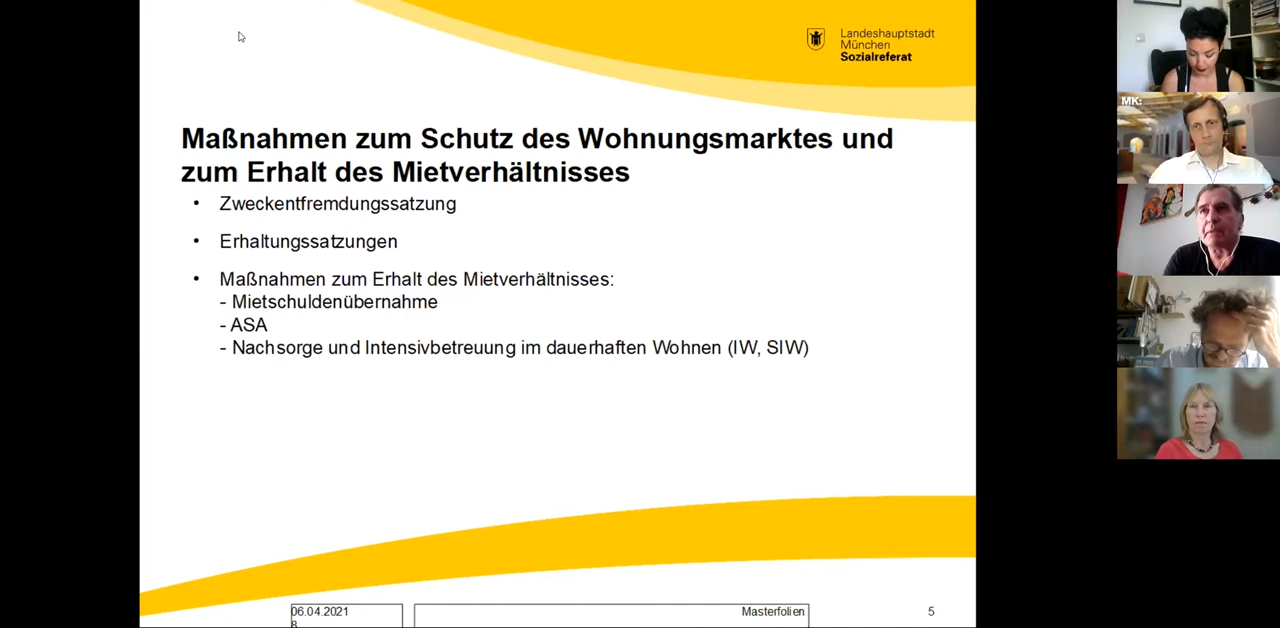 Landeshauptstadt
München
Sozialreferat
Maßnahmen zum Schutz des Wohnungsmarktes und
zum Erhalt des Mietverhältnisses
• Zweckentfremdungssatzung
• Erhaltungssatzungen
• Maßnahmen zum Erhalt des Mietverhältnisses:
- Mietschuldenübernahme
- ASA
- Nachsorge und Intensivbetreuung im dauerhaften Wohnen (IW, SIW)
06.04.2021
8
Masterfolien
5
MK: